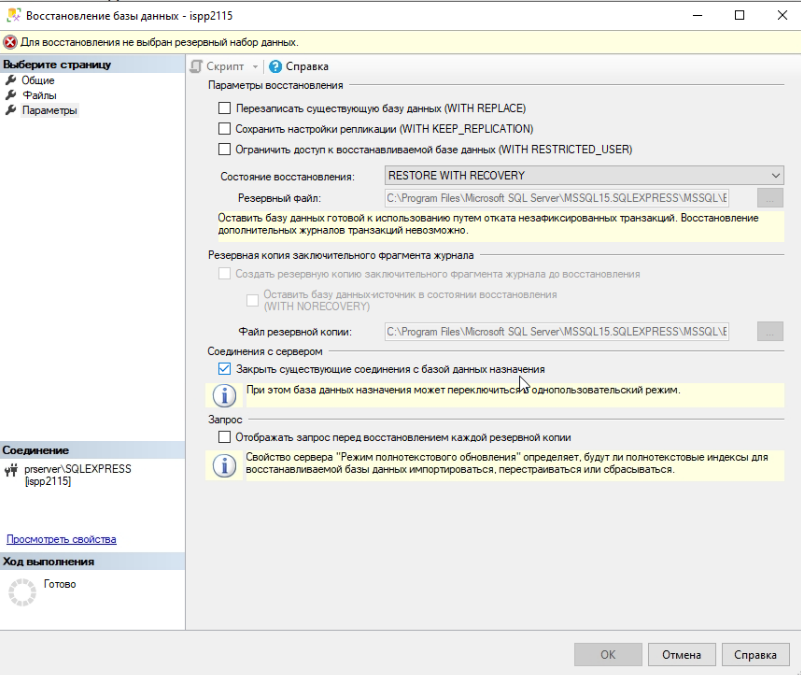 Восстановление базы данных - ispp2115
Для восстановления не выбран резервный набор данных.
Выберите страницу
Общие
Файлы
Параметры
Скрипт
Справка
Параметры восстановления
Перезаписать существующую базу данных (WITH REPLACE)
Сохранить настройки репликации (WITH KEEP_REPLICATION)
Ограничить доступ к восстанавливаемой базе данных (WITH RESTRICTED_USER)
Состояние восстановления:
RESTORE WITH RECOVERY
Резервный файл:
C:\Program Files\Microsoft SQL Server\MSSQL15.SQLEXPRESS\MSSQL\E
...
Оставить базу данных готовой к использованию путем отката незафиксированных транзакций. Восстановление
дополнительных журналов транзакций невозможно.
Резервная копия заключительного фрагмента журнала
Создать резервную копию заключительного фрагмента журнала до восстановления
Оставить базу данных-источник в состоянии восстановления
(WITH NORECOVERY)
Файл резервной копии:
C:\Program Files\Microsoft SQL Server\MSSQL15.SQLEXPRESS\MSSQL\E
...
Соединения с сервером
Закрыть существующие соединения с базой данных назначения
При этом база данных назначения может переключиться в однопользовательский режим.
Запрос
Отображать запрос перед восстановлением каждой резервной копии
Свойство сервера "Режим полнотекстового обновления" определяет, будут ли полнотекстовые индексы для
восстанавливаемой базы данных импортироваться, перестраиваться или сбрасываться.
Соединение
prserver\SQLEXPRESS
[ispp2115]
Просмотреть свойства
Ход выполнения
Готово
OK
Отмена
Справка